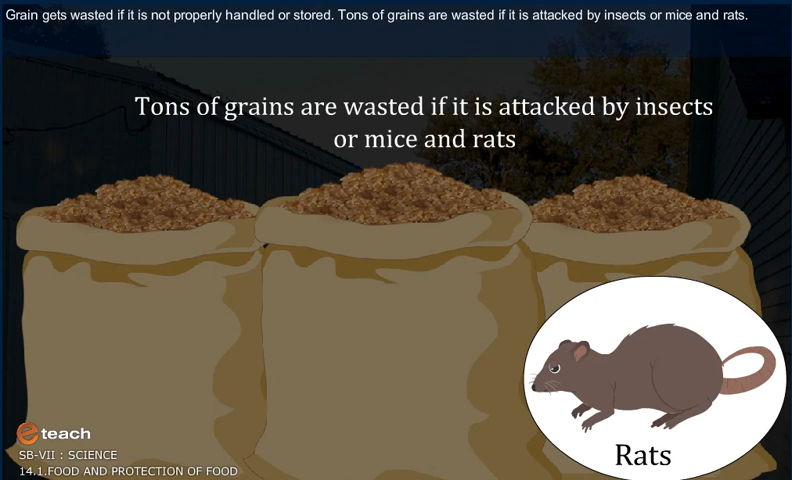 Grain gets wasted if it is not properly handled or stored. Tons of grains are wasted if it is attacked by insects or mice and rats.
Tons of grains are wasted if it is attacked by insects
or mice and rats
Rats
e teach
SB-VII : SCIENCE
14.1.FOOD AND PROTECTION OF FOOD